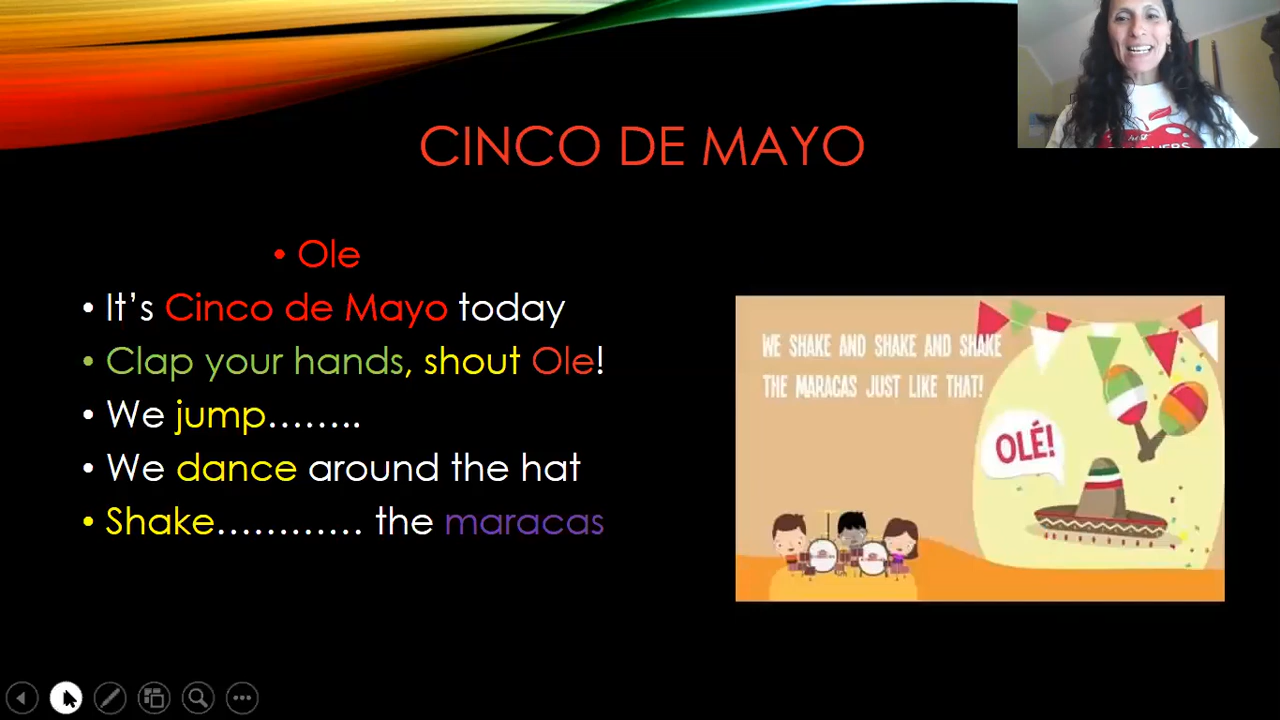 CINCO DE MAYO
• Ole
• It's Cinco de Mayo today
• Clap your hands, shout Ole!
• We jump........
• We dance around the hat
• Shake............ the maracas
WE SHAKE AND SHAKE AND SHAKE
THE MARACAS JUST LIKE THAT!
OLÉ!